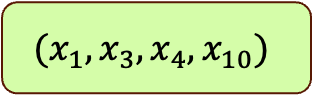 (x₁, x₃, x₄, x₁₀)